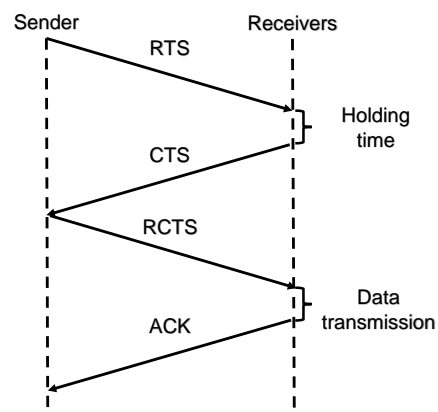 Sender
Receivers
RTS
Holding
time
CTS
RCTS
Data
transmission
ACK